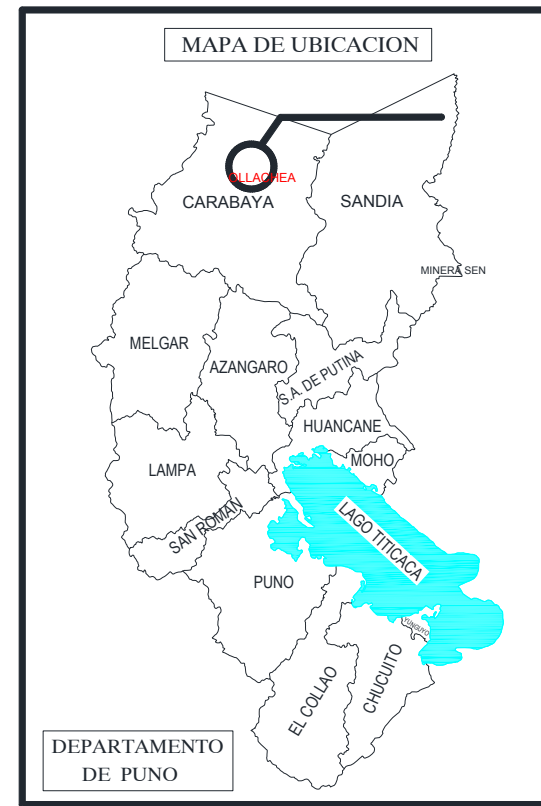 MAPA DE UBICACION
OLLACHEA
CARABAYA
SANDIA
MINERA SEN
MELGAR
AZANGARO
S.A. DE PUTINA
HUANCANE
MOHO
LAMPA
SAN ROMAN
LAGO TITICACA
PUNO
YUNGUYO
CHUCUITO
EL COLLAO
DEPARTAMENTO
DE PUNO